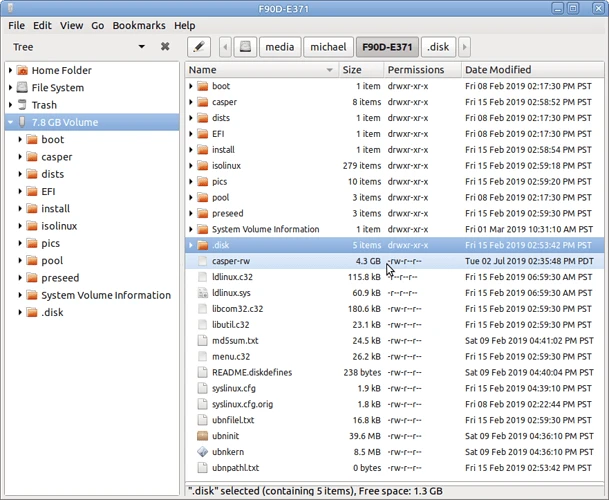 F90D-E371
File Edit View Go Bookmarks Help
Tree media michael F90D-E371 .disk
Home Folder
File System
Trash
7.8 GB Volume
boot
casper
dists
EFI
install
isolinux
pics
pool
preseed
System Volume Information
.disk
Name Size Permissions Date Modified
boot 1 item drwxr-xr-x Fri 08 Feb 2019 02:17:30 PM PST
casper 8 items drwxr-xr-x Fri 15 Feb 2019 02:58:52 PM PST
dists 1 item drwxr-xr-x Fri 08 Feb 2019 02:17:30 PM PST
EFI 1 item drwxr-xr-x Fri 08 Feb 2019 02:17:30 PM PST
install 1 item drwxr-xr-x Fri 15 Feb 2019 02:58:54 PM PST
isolinux 279 items drwxr-xr-x Fri 15 Feb 2019 02:59:18 PM PST
pics 10 items drwxr-xr-x Fri 15 Feb 2019 02:59:20 PM PST
pool 3 items drwxr-xr-x Fri 08 Feb 2019 02:17:30 PM PST
preseed 3 items drwxr-xr-x Fri 15 Feb 2019 02:59:30 PM PST
System Volume Information 1 item drwxr-xr-x Fri 01 Mar 2019 10:31:10 AM PST
.disk 5 items drwxr-xr-x Fri 15 Feb 2019 02:53:42 PM PST
casper-rw 4.3 GB -rw-r--r-- Tue 02 Jul 2019 02:35:48 PM PDT
ldlinux.c32 115.8 kB -r--r--r-- Fri 15 Feb 2019 06:59:30 AM PST
ldlinux.sys 60.9 kB -r--r--r-- Fri 15 Feb 2019 06:59:30 AM PST
libcom32.c32 180.6 kB -rw-r--r-- Fri 15 Feb 2019 02:59:30 PM PST
libutil.c32 23.1 kB -rw-r--r-- Fri 15 Feb 2019 02:59:30 PM PST
md5sum.txt 24.5 kB -rw-r--r-- Sat 09 Feb 2019 04:41:02 PM PST
menu.c32 26.2 kB -rw-r--r-- Fri 15 Feb 2019 02:59:30 PM PST
README.diskdefines 238 bytes -rw-r--r-- Sat 09 Feb 2019 04:40:04 PM PST
syslinux.cfg 1.9 kB -rw-r--r-- Fri 15 Feb 2019 04:39:10 PM PST
syslinux.cfg.orig 1.8 kB -rw-r--r-- Fri 08 Feb 2019 02:22:44 PM PST
ubnfilel.txt 16.8 kB -rw-r--r-- Fri 15 Feb 2019 02:59:30 PM PST
ubninit 39.6 MB -rw-r--r-- Sat 09 Feb 2019 04:36:10 PM PST
ubnkern 8.5 MB -rw-r--r-- Sat 09 Feb 2019 04:36:10 PM PST
ubnpathl.txt 0 bytes -rw-r--r-- Fri 15 Feb 2019 02:53:42 PM PST
".disk" selected (containing 5 items), Free space: 1.3 GB